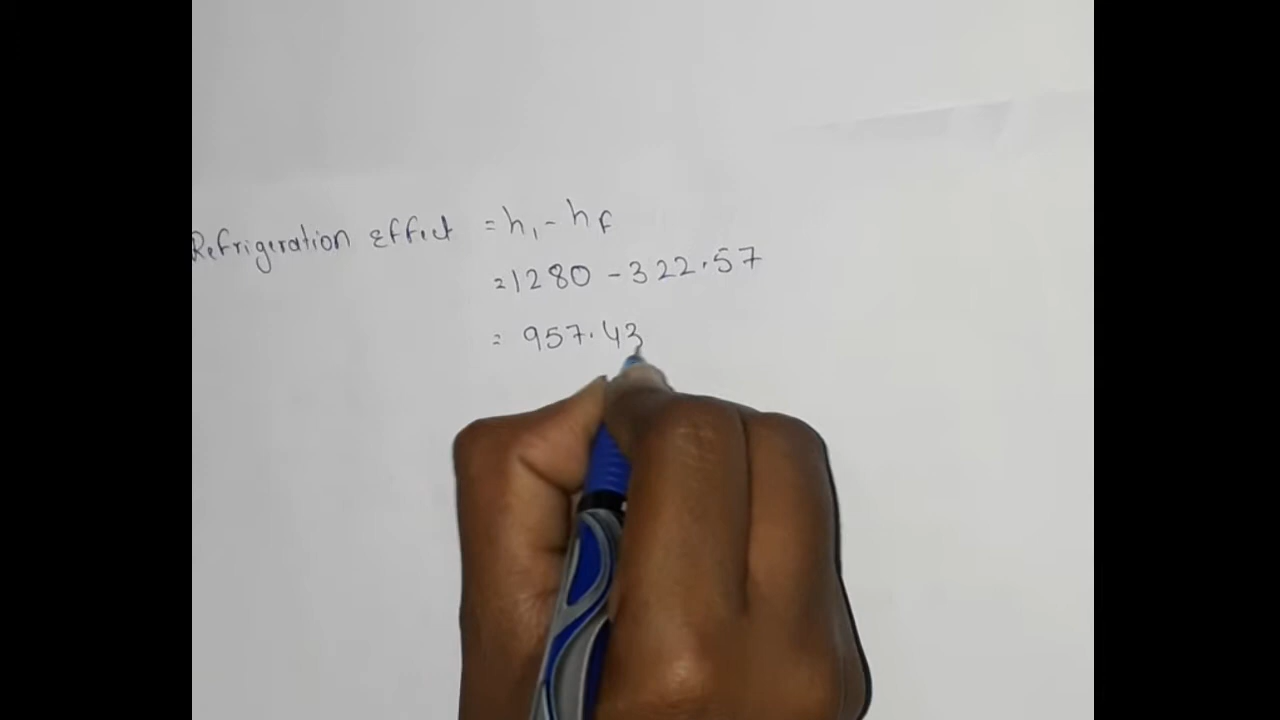 Refrigeration Effect = h₁ - hf
= 1280 - 322.57
= 957.43